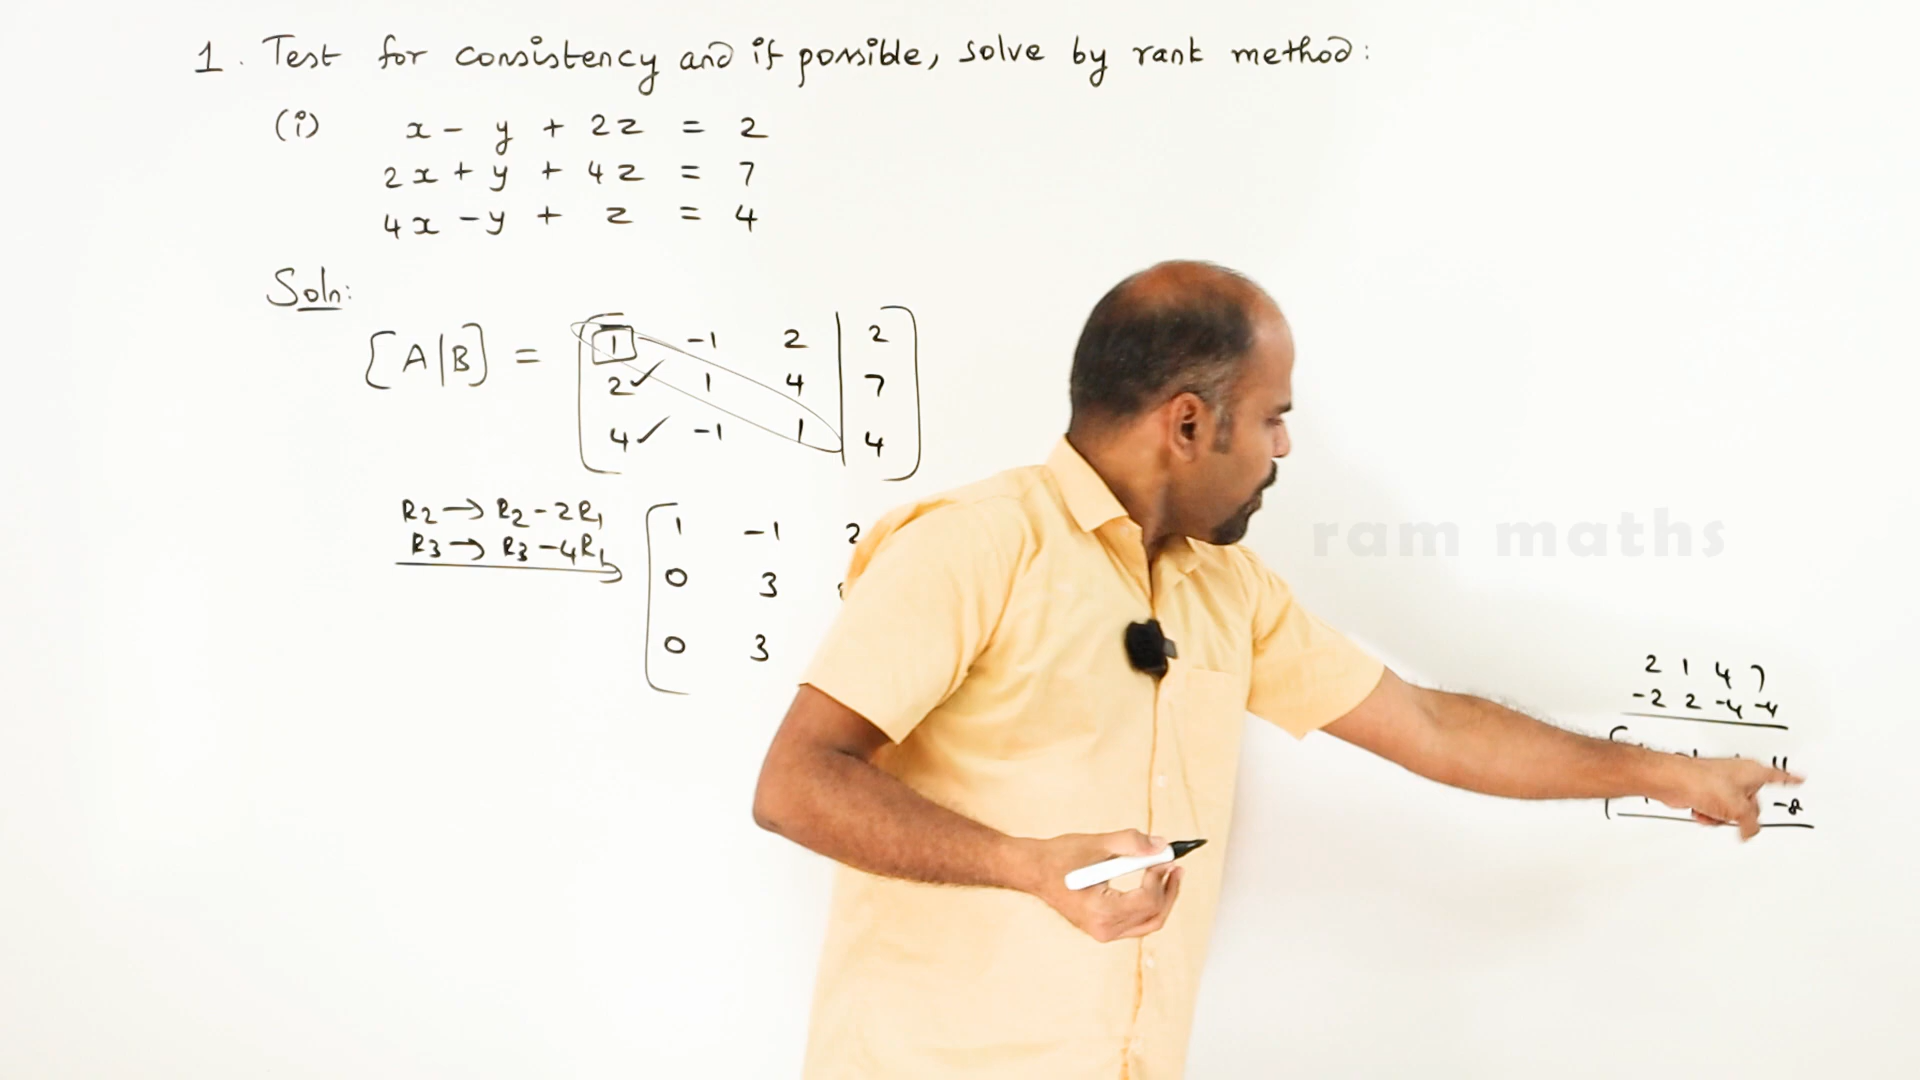 1. Test for consistency and if possible, solve by rank method:
(i) x - y + 2z = 2
2x + y + 4z = 7
4x - y + z = 4
Soln:
[A|B] = 1 -1 2 | 2
2✓ 1 4 | 7
4✓ -1 1 | 4
R2 → R2 - 2R1
R3 → R3 - 4R1
1 -1 2
0 3
0 3
ram maths
2 1 4 7
-2 2 -4 -4
4
-8